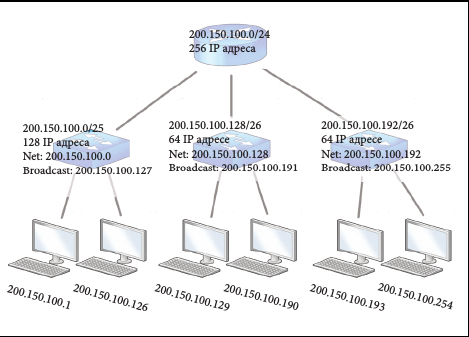 200.150.100.0/24
256 IP адреса
200.150.100.0/25
128 IP адреса
Net: 200.150.100.0
Broadcast: 200.150.100.127
200.150.100.128/26
64 IP адресе
Net: 200.150.100.128
Broadcast: 200.150.100.191
200.150.100.192/26
64 IP адресе
Net: 200.150.100.192
Broadcast: 200.150.100.255
200.150.100.1
200.150.100.126
200.150.100.129
200.150.100.190
200.150.100.193
200.150.100.254